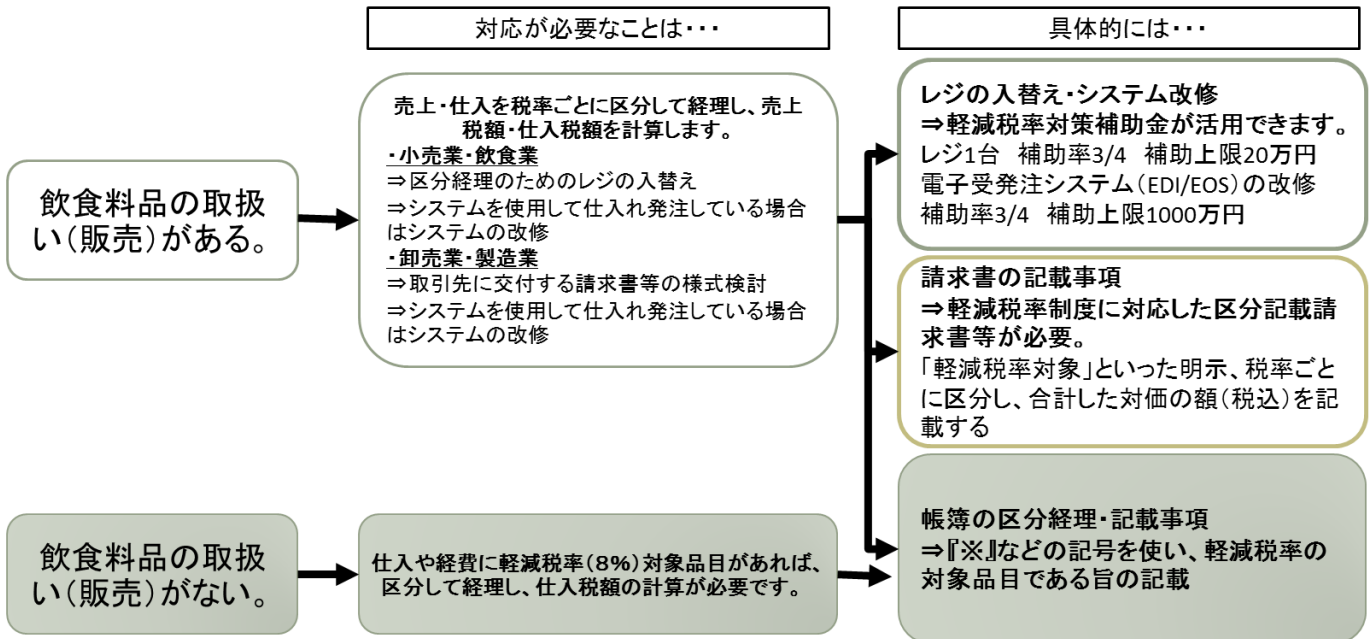 対応が必要なことは・・・
具体的には・・・
飲食料品の取扱
い(販売)がある。
売上・仕入を税率ごとに区分して経理し、売上
税額・仕入税額を計算します。
・小売業・飲食業
⇒区分経理のためのレジの入替え
⇒システムを使用して仕入れ発注している場合
はシステムの改修
・卸売業・製造業
⇒取引先に交付する請求書等の様式検討
⇒システムを使用して仕入れ発注している場合
はシステムの改修
レジの入替え・システム改修
⇒軽減税率対策補助金が活用できます。
レジ1台 補助率3/4 補助上限20万円
電子受発注システム(EDI/EOS)の改修
補助率3/4 補助上限1000万円
請求書の記載事項
⇒軽減税率制度に対応した区分記載請
求書等が必要。
「軽減税率対象」といった明示、税率ごと
に区分し、合計した対価の額(税込)を記
載する
飲食料品の取扱
い(販売)がない。
仕入や経費に軽減税率(8%)対象品目があれば、
区分して経理し、仕入税額の計算が必要です。
帳簿の区分経理・記載事項
⇒『※』などの記号を使い、軽減税率の
対象品目である旨の記載